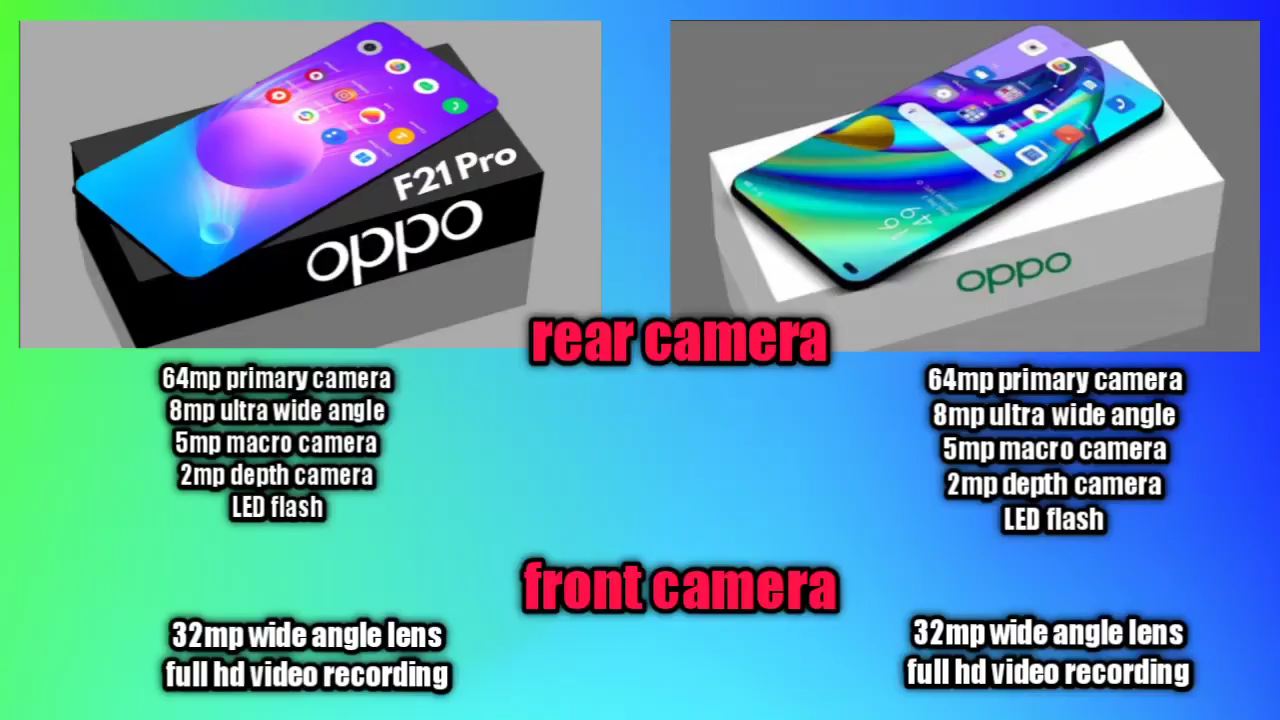 F21 Pro
oppo
oppo
rear camera
64mp primary camera
8mp ultra wide angle
5mp macro camera
2mp depth camera
LED flash
64mp primary camera
8mp ultra wide angle
5mp macro camera
2mp depth camera
LED flash
front camera
32mp wide angle lens
full hd video recording
32mp wide angle lens
full hd video recording